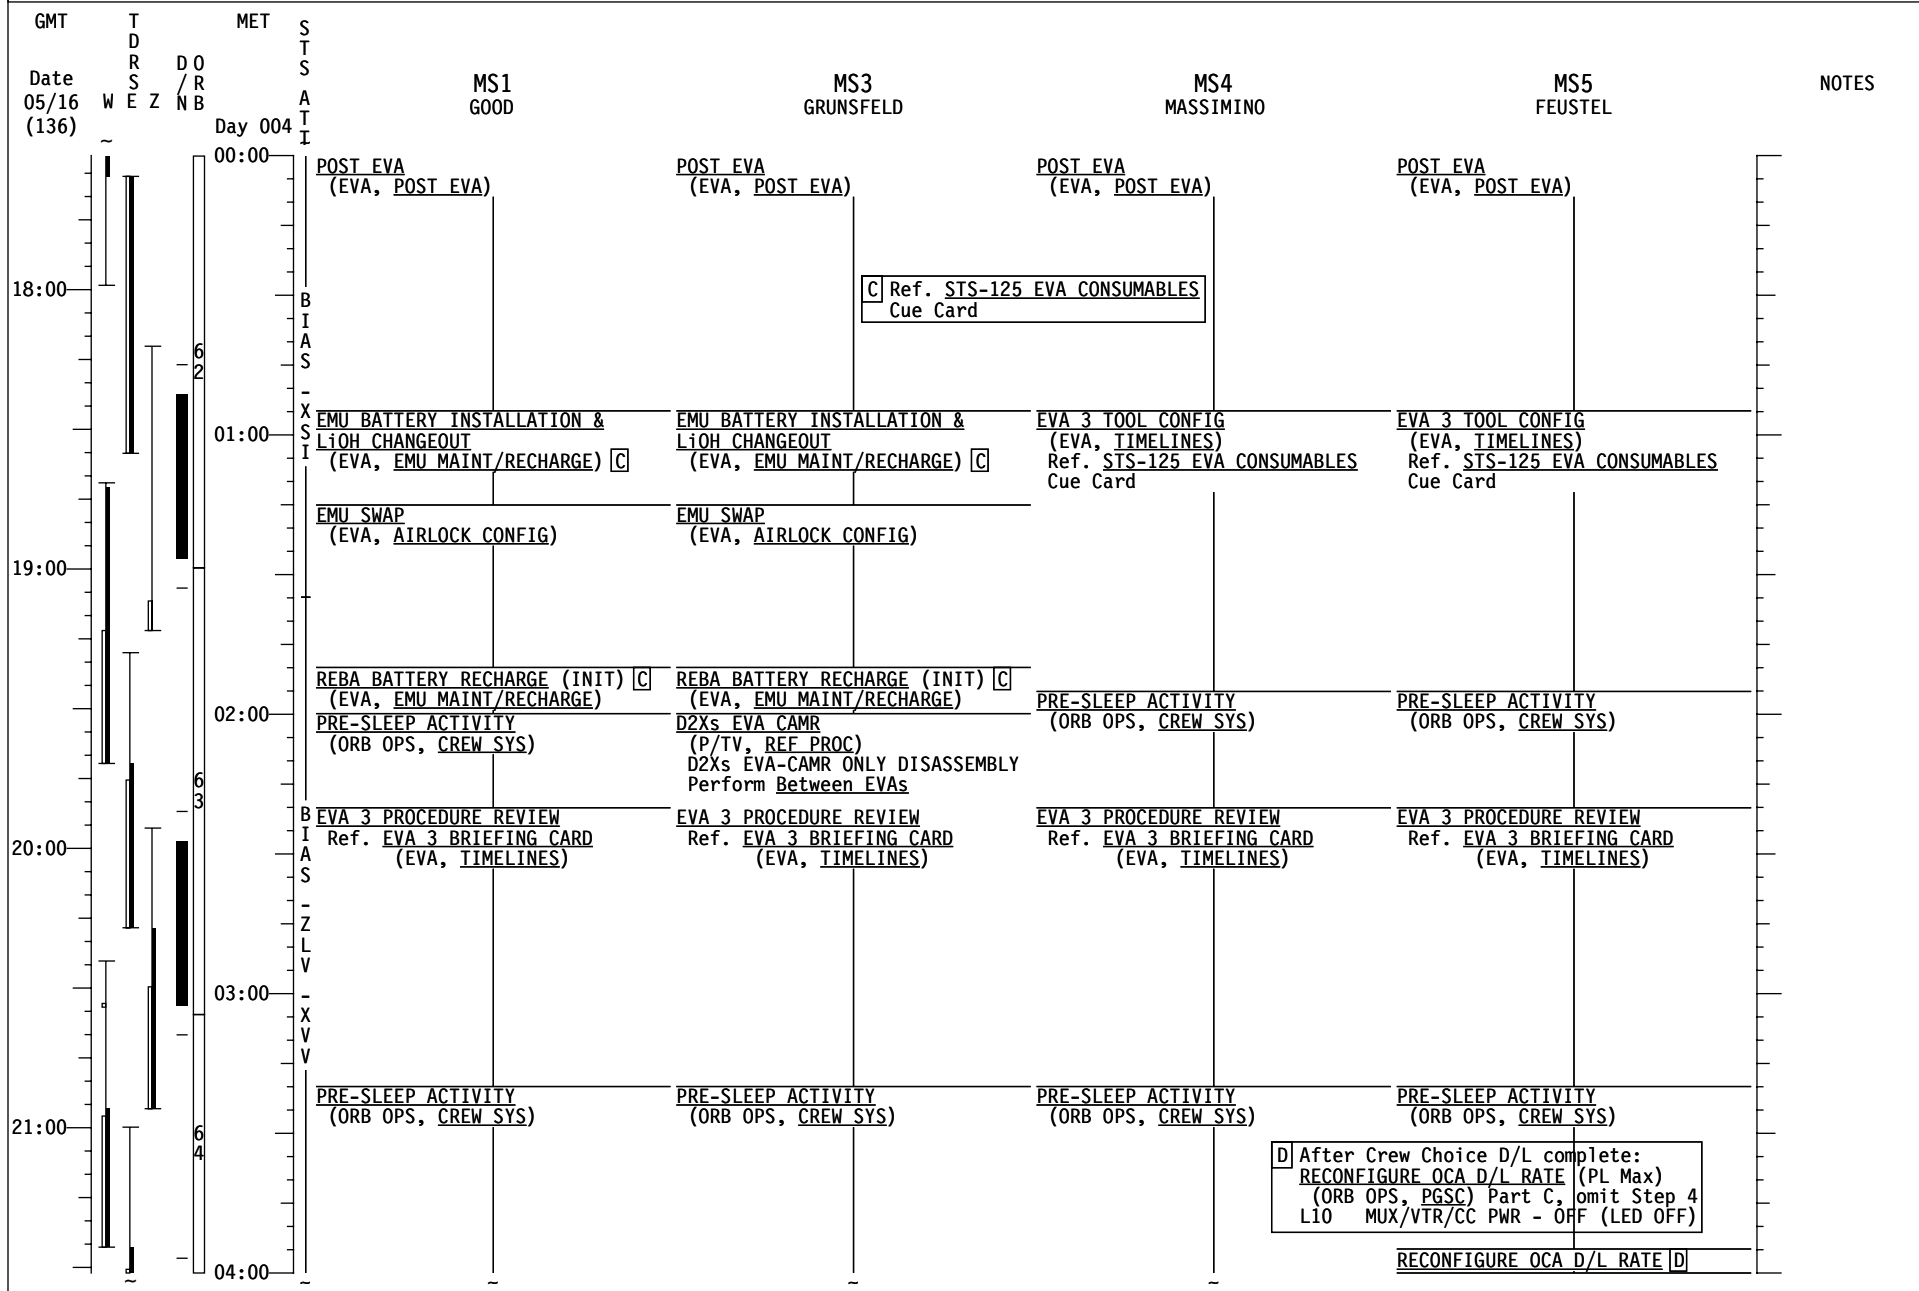 GMT
Date
05/16
(136)
TDRS
W E Z
D/N
ORB
MET
Day 004
STS ATT
MS1
GOOD
MS3
GRUNSFELD
MS4
MASSIMINO
MS5
FEUSTEL
NOTES
~
00:00
POST EVA
(EVA, POST EVA)
POST EVA
(EVA, POST EVA)
POST EVA
(EVA, POST EVA)
POST EVA
(EVA, POST EVA)
18:00
C Ref. STS-125 EVA CONSUMABLES
Cue Card
BIAS -XSI
62
01:00
EMU BATTERY INSTALLATION &
LiOH CHANGEOUT
(EVA, EMU MAINT/RECHARGE) C
EMU BATTERY INSTALLATION &
LiOH CHANGEOUT
(EVA, EMU MAINT/RECHARGE) C
EVA 3 TOOL CONFIG
(EVA, TIMELINES)
Ref. STS-125 EVA CONSUMABLES
Cue Card
EVA 3 TOOL CONFIG
(EVA, TIMELINES)
Ref. STS-125 EVA CONSUMABLES
Cue Card
EMU SWAP
(EVA, AIRLOCK CONFIG)
EMU SWAP
(EVA, AIRLOCK CONFIG)
19:00
REBA BATTERY RECHARGE (INIT) C
(EVA, EMU MAINT/RECHARGE)
REBA BATTERY RECHARGE (INIT) C
(EVA, EMU MAINT/RECHARGE)
02:00
PRE-SLEEP ACTIVITY
(ORB OPS, CREW SYS)
D2Xs EVA CAMR
(P/TV, REF PROC)
D2Xs EVA-CAMR ONLY DISASSEMBLY
Perform Between EVAs
PRE-SLEEP ACTIVITY
(ORB OPS, CREW SYS)
PRE-SLEEP ACTIVITY
(ORB OPS, CREW SYS)
63
BIAS -ZLV -XVV
20:00
EVA 3 PROCEDURE REVIEW
Ref. EVA 3 BRIEFING CARD
(EVA, TIMELINES)
EVA 3 PROCEDURE REVIEW
Ref. EVA 3 BRIEFING CARD
(EVA, TIMELINES)
EVA 3 PROCEDURE REVIEW
Ref. EVA 3 BRIEFING CARD
(EVA, TIMELINES)
EVA 3 PROCEDURE REVIEW
Ref. EVA 3 BRIEFING CARD
(EVA, TIMELINES)
03:00
PRE-SLEEP ACTIVITY
(ORB OPS, CREW SYS)
PRE-SLEEP ACTIVITY
(ORB OPS, CREW SYS)
PRE-SLEEP ACTIVITY
(ORB OPS, CREW SYS)
PRE-SLEEP ACTIVITY
(ORB OPS, CREW SYS)
21:00
64
D After Crew Choice D/L complete:
RECONFIGURE OCA D/L RATE (PL Max)
(ORB OPS, PGSC) Part C, omit Step 4
L10 MUX/VTR/CC PWR - OFF (LED OFF)
RECONFIGURE OCA D/L RATE D
04:00
~ ~ ~ ~ ~